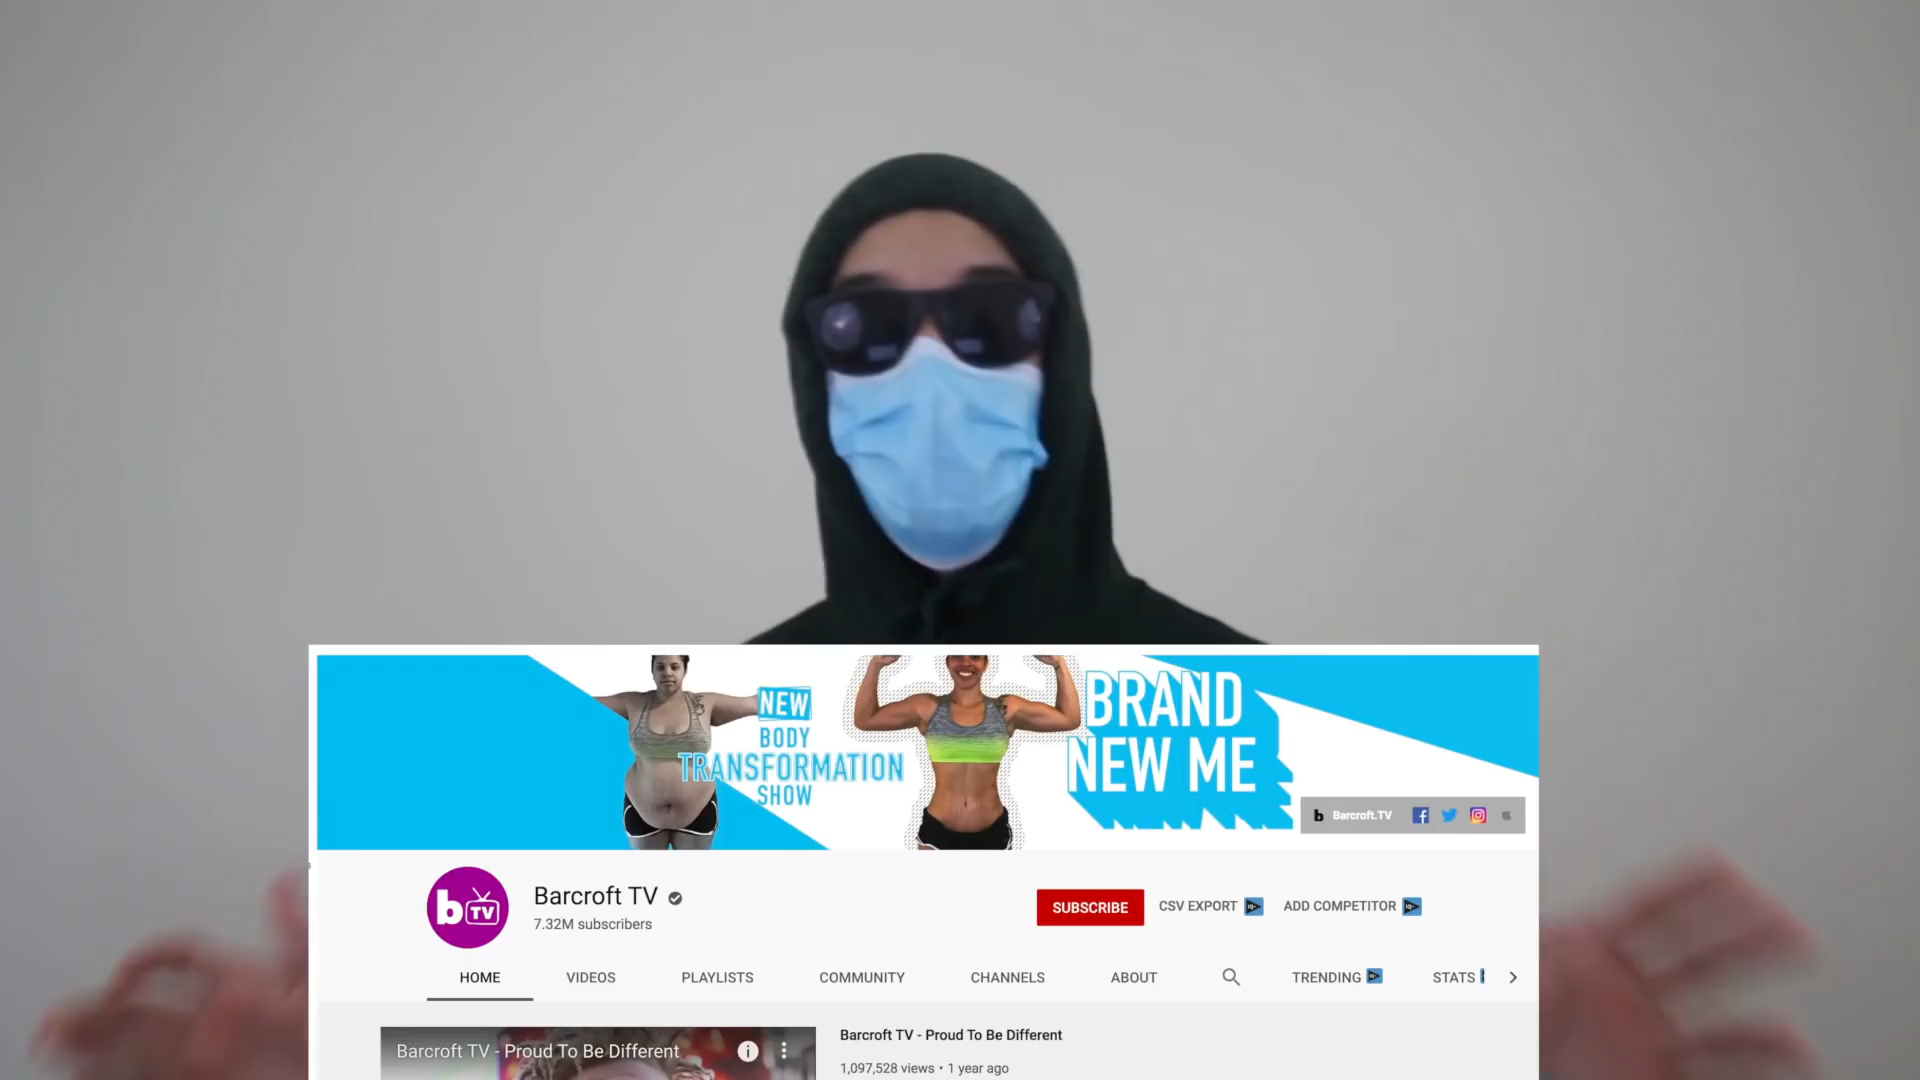 NEW
BODY
TRANSFORMATION
SHOW
BRAND
NEW ME
b Barcroft.TV
b TV
Barcroft TV
7.32M subscribers
SUBSCRIBE
CSV EXPORT
ADD COMPETITOR
HOME
VIDEOS
PLAYLISTS
COMMUNITY
CHANNELS
ABOUT
TRENDING
STATS
Barcroft TV - Proud To Be Different
Barcroft TV - Proud To Be Different
1,097,528 views • 1 year ago